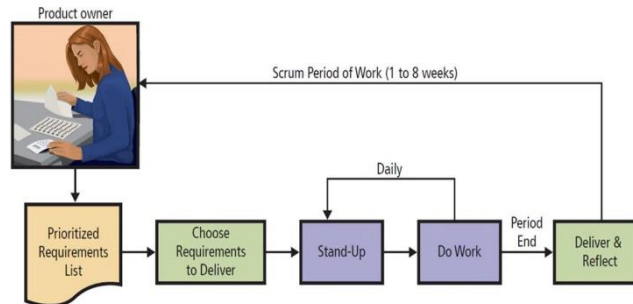 Product owner
Scrum Period of Work (1 to 8 weeks)
Daily
Prioritized
Requirements
List
Choose
Requirements
to Deliver
Stand-Up
Do Work
Period
End
Deliver &
Reflect